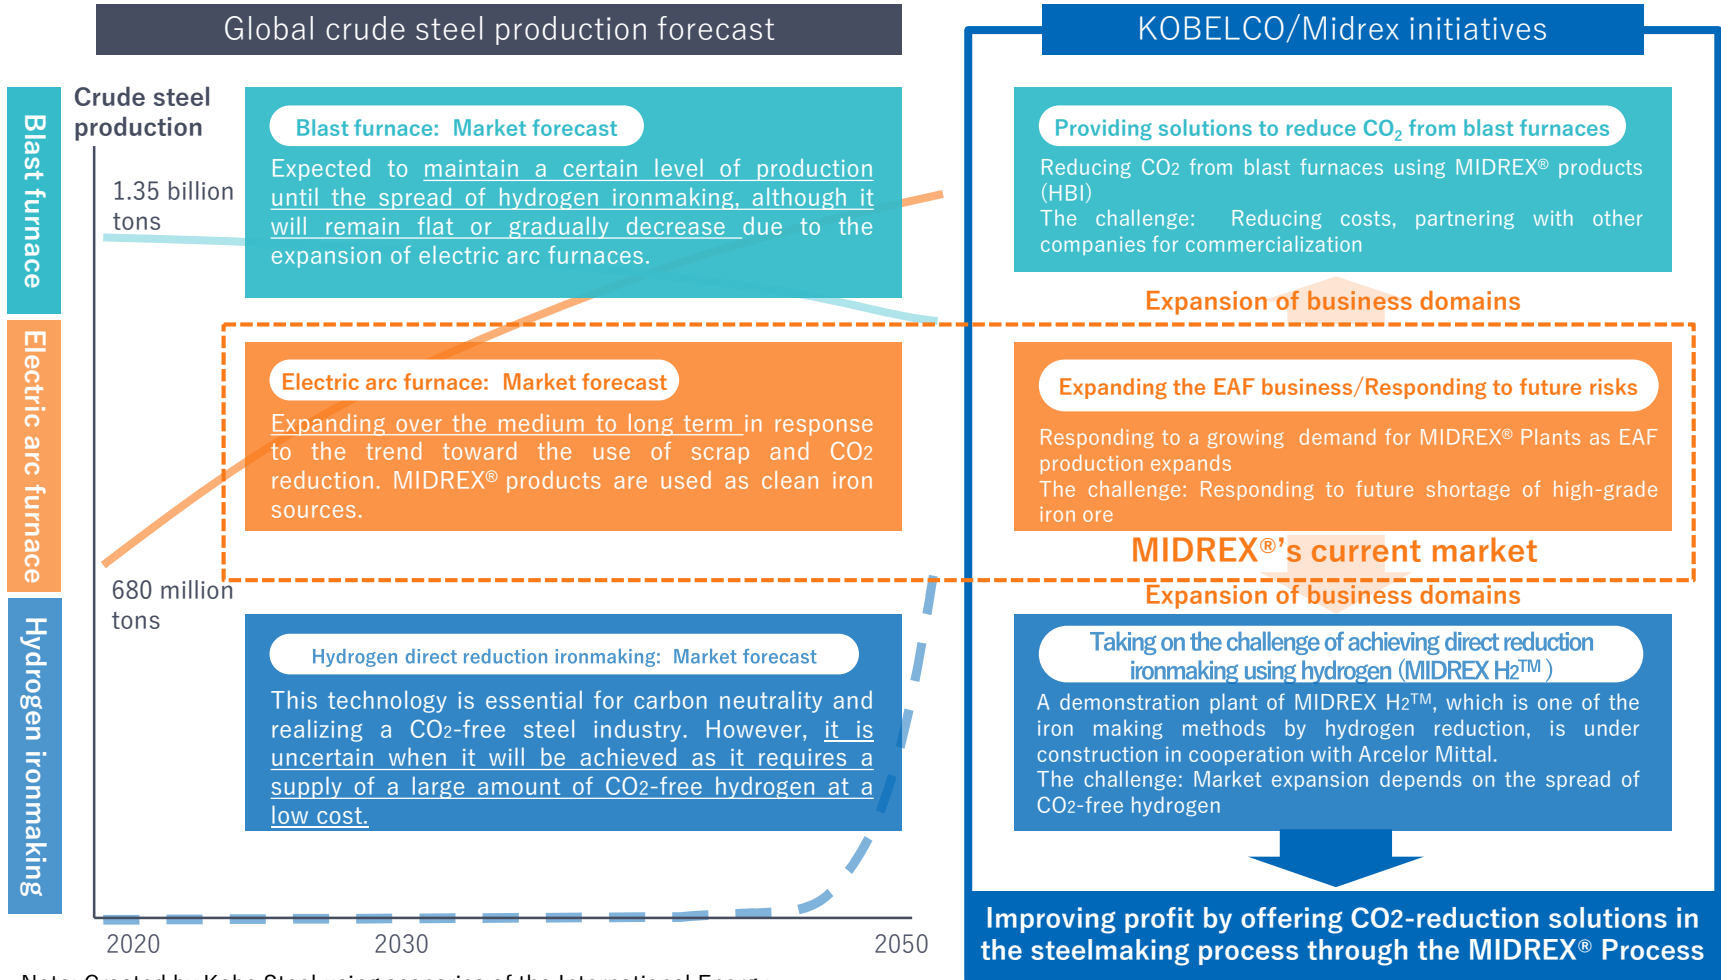 Global crude steel production forecast
KOBELCO/Midrex initiatives
Blast furnace
Crude steel
production
1.35 billion
tons
Blast furnace: Market forecast
Expected to maintain a certain level of production
until the spread of hydrogen ironmaking, although it
will remain flat or gradually decrease due to the
expansion of electric arc furnaces.
Providing solutions to reduce CO₂ from blast furnaces
Reducing CO2 from blast furnaces using MIDREX® products
(HBI)
The challenge: Reducing costs, partnering with other
companies for commercialization
Expansion of business domains
Electric arc furnace
Electric arc furnace: Market forecast
Expanding over the medium to long term in response
to the trend toward the use of scrap and CO2
reduction. MIDREX® products are used as clean iron
sources.
Expanding the EAF business/Responding to future risks
Responding to a growing demand for MIDREX® Plants as EAF
production expands
The challenge: Responding to future shortage of high-grade
iron ore
MIDREX®'s current market
Expansion of business domains
680 million
tons
Hydrogen ironmaking
Hydrogen direct reduction ironmaking: Market forecast
This technology is essential for carbon neutrality and
realizing a CO2-free steel industry. However, it is
uncertain when it will be achieved as it requires a
supply of a large amount of CO2-free hydrogen at a
low cost.
Taking on the challenge of achieving direct reduction
ironmaking using hydrogen (MIDREX H2™)
A demonstration plant of MIDREX H2™, which is one of the
iron making methods by hydrogen reduction, is under
construction in cooperation with Arcelor Mittal.
The challenge: Market expansion depends on the spread of
CO2-free hydrogen
2020
2030
2050
Improving profit by offering CO2-reduction solutions in
the steelmaking process through the MIDREX® Process
Note: Created by Kobe Steel using scenarios of the International Energy